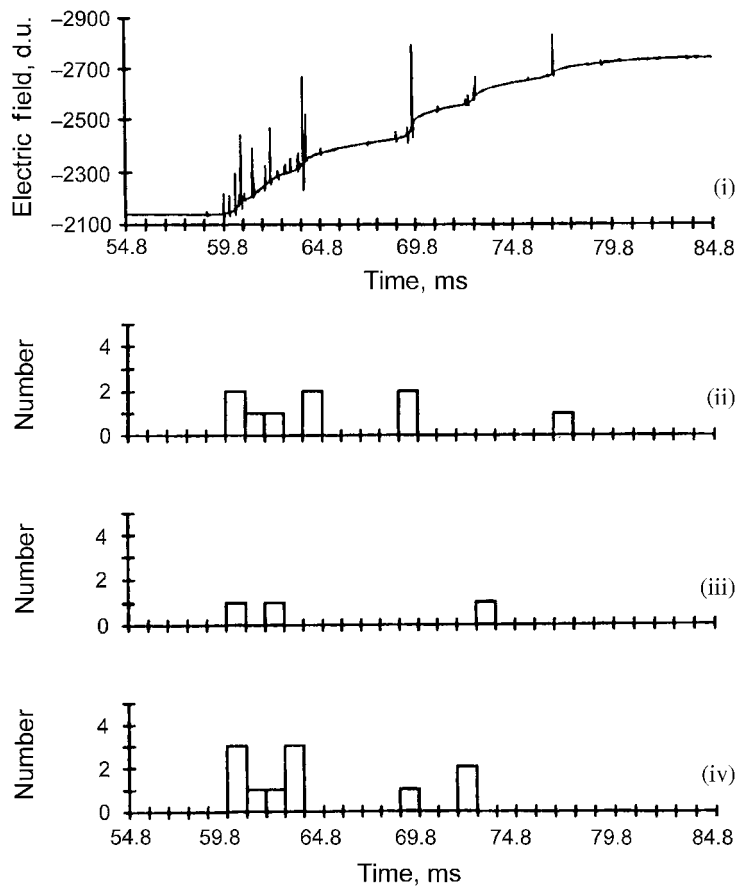 Electric field, d.u.
−2900
−2700
−2500
−2300
−2100
(i)
54.8 59.8 64.8 69.8 74.8 79.8 84.8
Time, ms
Number
4
2
0
(ii)
Number
4
2
0
(iii)
Number
4
2
0
(iv)
54.8 59.8 64.8 69.8 74.8 79.8 84.8
Time, ms